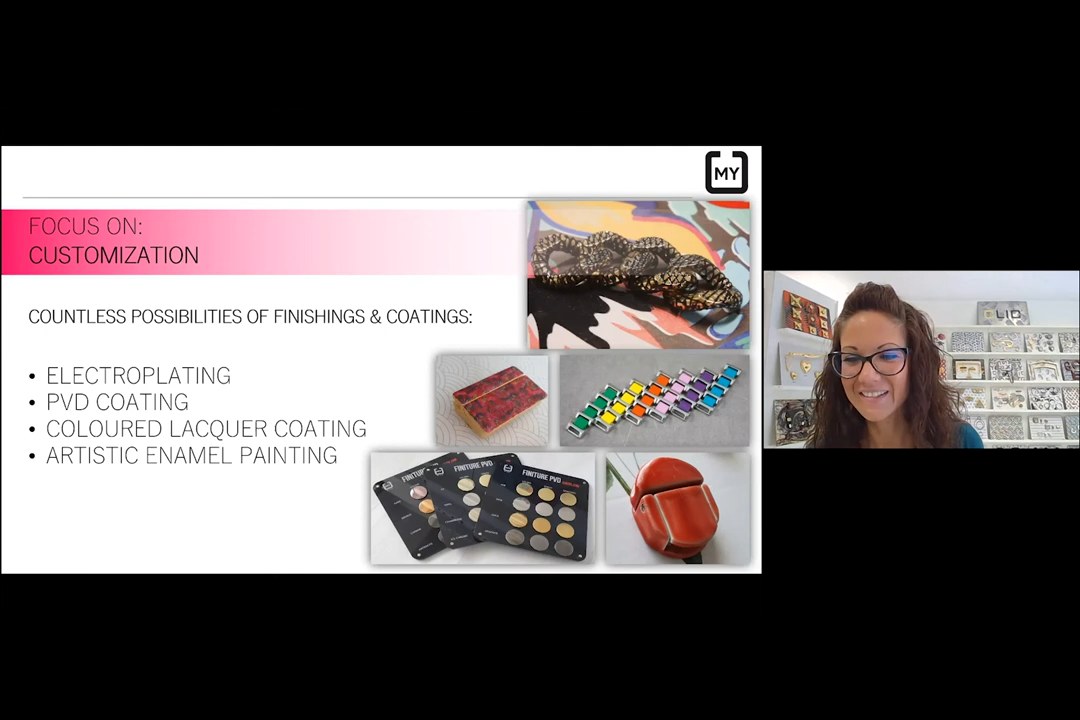 MY
FOCUS ON:
CUSTOMIZATION
COUNTLESS POSSIBILITIES OF FINISHINGS & COATINGS:
• ELECTROPLATING
• PVD COATING
• COLOURED LACQUER COATING
• ARTISTIC ENAMEL PAINTING
FINITURE PVD
FINITURE PVD